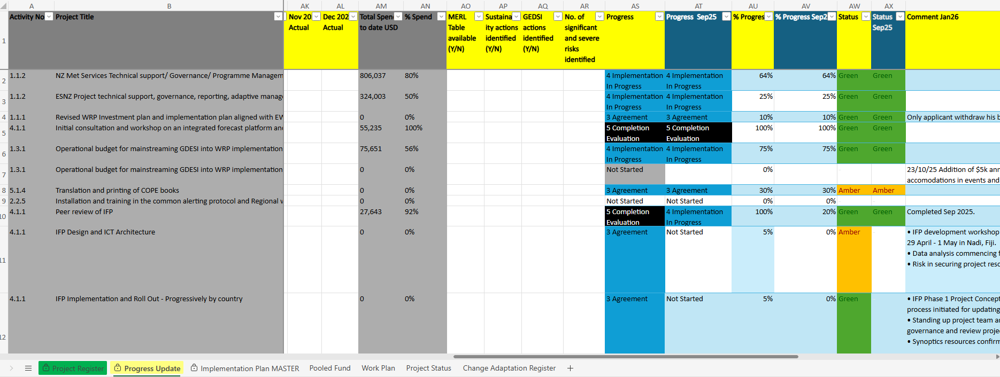 A B AK AL AM AN AO AP AQ AR AS AT AU AV AW AX
Activity No Project Title Nov 20 Dec 202 Total Spen % Spend MERL Sustaina GEDSI No. of Progress Progress Sep25 % Progres % Progress Sep2 Status Status Comment Jan26
Actual Actual to date USD Table ity actions actions significant Sep25
available identified identified and severe
1 (Y/N) (Y/N) (Y/N) risks
identified
2 1.1.2 NZ Met Services Technical support/ Governance/ Programme Managem 806,037 80% 4 Implementation 4 Implementation 64% 64% Green Green
In Progress In Progress
3 1.1.2 ESNZ Project technical support, governance, reporting, adaptive manag 324,003 50% 4 Implementation 4 Implementation 25% 25% Green Green
In Progress In Progress
4 1.1.1 Revised WRP Investment plan and implementation plan aligned with EW 0 0% 3 Agreement 3 Agreement 10% 10% Green Green Only applicant withdraw his b
5 4.1.1 Initial consultation and workshop on an integrated forecast platform an 55,235 100% 5 Completion 5 Completion 100% 100% Green Green
Evaluation Evaluation
6 1.3.1 Operational budget for mainstreaming GDESI into WRP implementation 75,651 56% 4 Implementation 4 Implementation 75% 75% Green Green
In Progress In Progress
7 1.3.1 Operational budget for mainstreaming GDESI into WRP implementation 0 0% Not Started 0% 23/10/25 Addition of $5k ann
accomodations in events and
8 5.1.4 Translation and printing of COPE books 0 0% 3 Agreement 3 Agreement 30% 30% Amber Amber
9 2.2.5 Installation and training in the common alerting protocol and Regional 0 0% Not Started Not Started 0% 0%
10 4.1.1 Peer review of IFP 27,643 92% 5 Completion 4 Implementation 100% 20% Green Green Completed Sep 2025.
Evaluation In Progress
11 4.1.1 IFP Design and ICT Architecture 0 0% 3 Agreement Not Started 5% 0% Amber • IFP development workshop
29 April - 1 May in Nadi, Fiji.
• Data analysis commencing
• Risk in securing project reso
12 4.1.1 IFP Implementation and Roll Out - Progressively by country 0 0% 3 Agreement Not Started 5% 0% Green • IFP Phase 1 Project Concept
process initiated for updating
• Standing up project team a
governance and review proje
• Synoptics resources confirm
Project Register Progress Update Implementation Plan MASTER Pooled Fund Work Plan Project Status Change Adaptation Register +